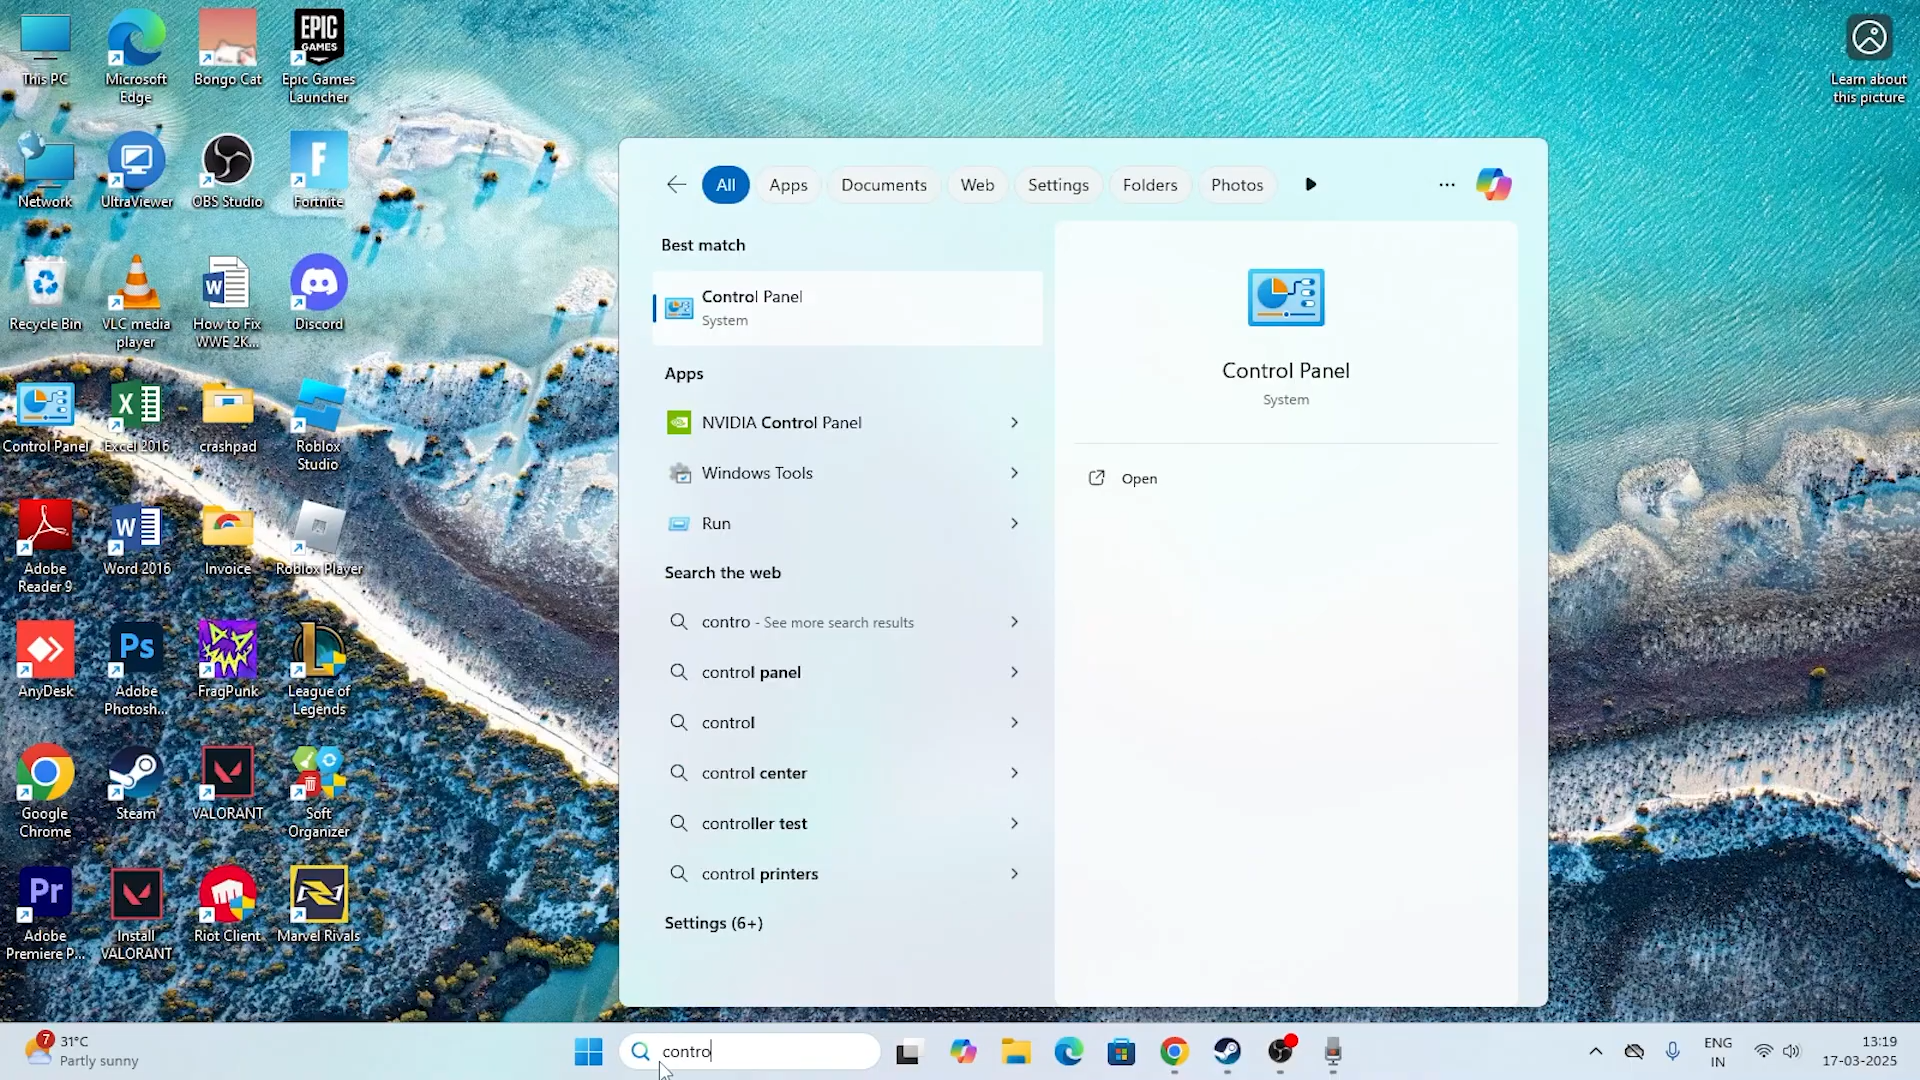 This PC
Microsoft
Edge
Bongo Cat
EPIC
GAMES
Epic Games
Launcher
Learn about
this picture
Network
UltraViewer
OBS Studio
F
Fortnite
Recycle Bin
VLC media
player
W
How to Fix
WWE 2K...
Discord
Control Panel
X
Excel 2016
crashpad
Roblox
Studio
Adobe
Reader 9
W
Word 2016
Invoice
Roblox Player
AnyDesk
Ps
Adobe
Photosh...
FragPunk
L
League of
Legends
Google
Chrome
Steam
VALORANT
Soft
Organizer
Pr
Adobe
Premiere P...
Install
VALORANT
Riot Client
Marvel Rivals
All
Apps
Documents
Web
Settings
Folders
Photos
...
Best match
Control Panel
System
Apps
NVIDIA Control Panel
Windows Tools
Run
Search the web
contro - See more search results
control panel
control
control center
controller test
control printers
Settings (6+)
Control Panel
System
Open
7
31°C
Partly sunny
contro
ENG
IN
13:19
17-03-2025